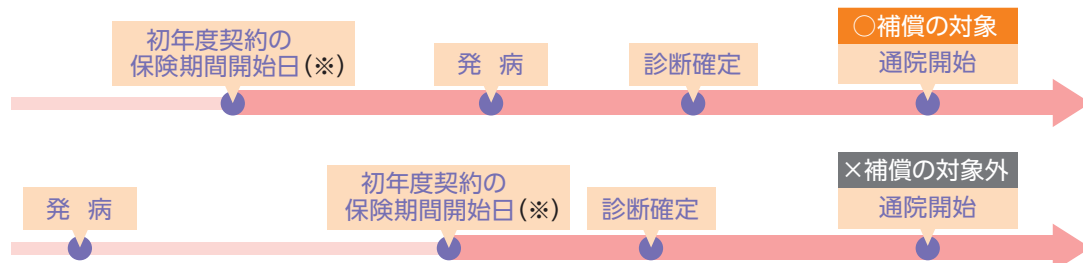 初年度契約の
保険期間開始日(※)
発 病
診断確定
○補償の対象
通院開始
発 病
初年度契約の
保険期間開始日(※)
診断確定
×補償の対象外
通院開始